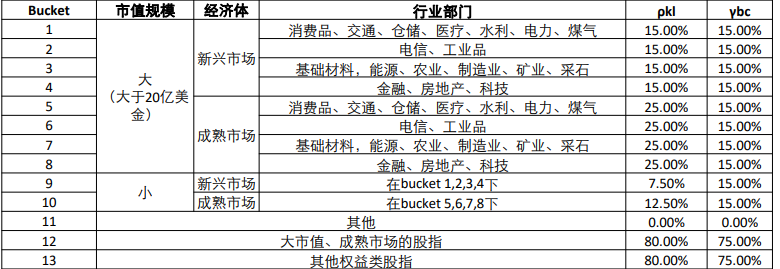 Bucket 市值规模 经济体 行业部门 ρkl γbc
1 大（大于20亿美金） 新兴市场 消费品、交通、仓储、医疗、水利、电力、煤气 15.00% 15.00%
2 电信、工业品 15.00% 15.00%
3 基础材料，能源、农业、制造业、矿业、采石 15.00% 15.00%
4 金融、房地产、科技 15.00% 15.00%
5 成熟市场 消费品、交通、仓储、医疗、水利、电力、煤气 25.00% 15.00%
6 电信、工业品 25.00% 15.00%
7 基础材料，能源、农业、制造业、矿业、采石 25.00% 15.00%
8 金融、房地产、科技 25.00% 15.00%
9 小 新兴市场 在bucket 1,2,3,4下 7.50% 15.00%
10 成熟市场 在bucket 5,6,7,8下 12.50% 15.00%
11 其他 0.00% 0.00%
12 大市值、成熟市场的股指 80.00% 75.00%
13 其他权益类股指 80.00% 75.00%